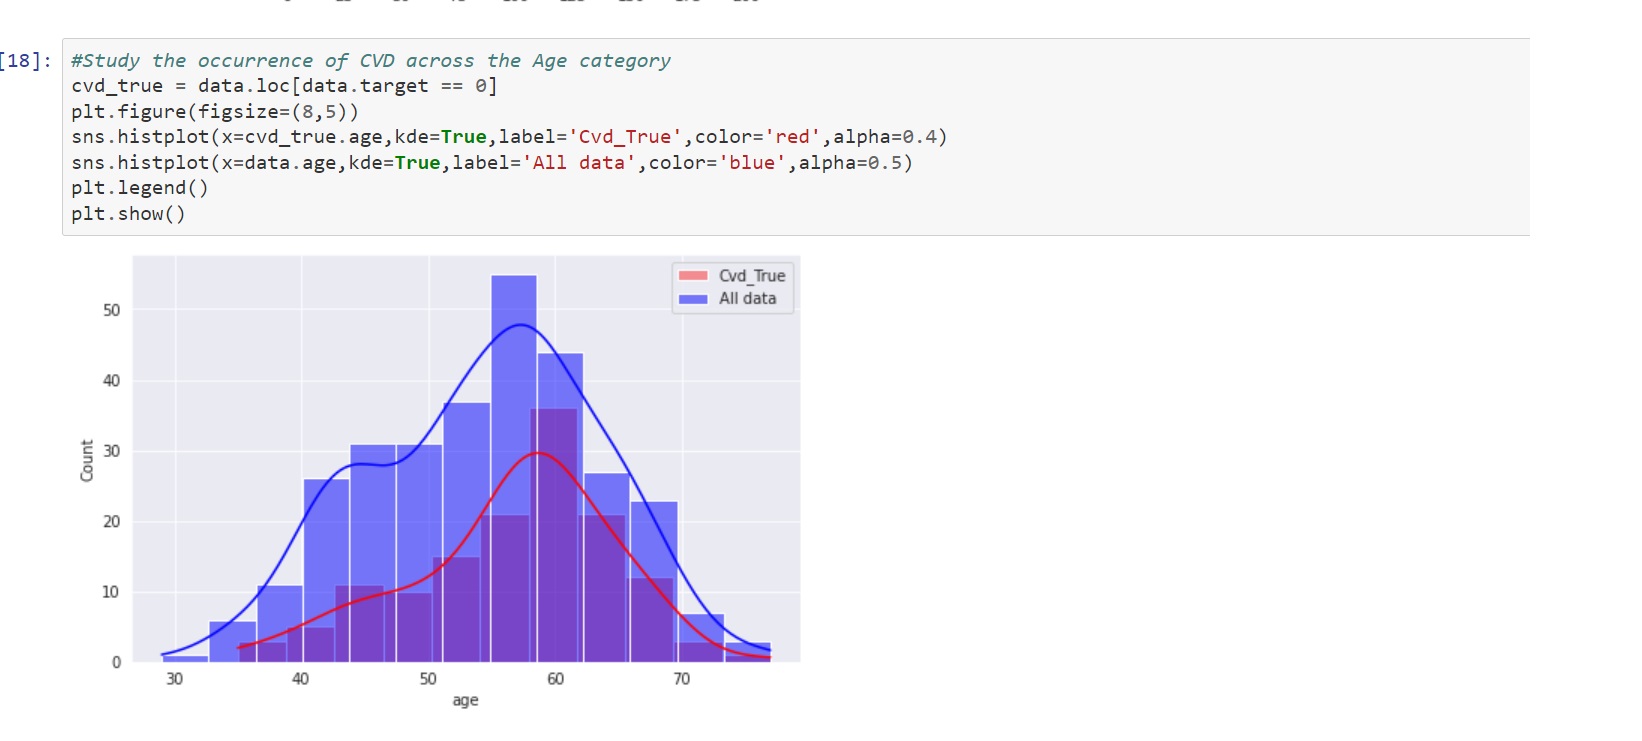 [18]:
#Study the occurrence of CVD across the Age category
cvd_true = data.loc[data.target == 0]
plt.figure(figsize=(8,5))
sns.histplot(x=cvd_true.age,kde=True,label='Cvd_True',color='red',alpha=0.4)
sns.histplot(x=data.age,kde=True,label='All data',color='blue',alpha=0.5)
plt.legend()
plt.show()
Cvd_True
All data
50
40
30
20
10
0
Count
30 40 50 60 70
age